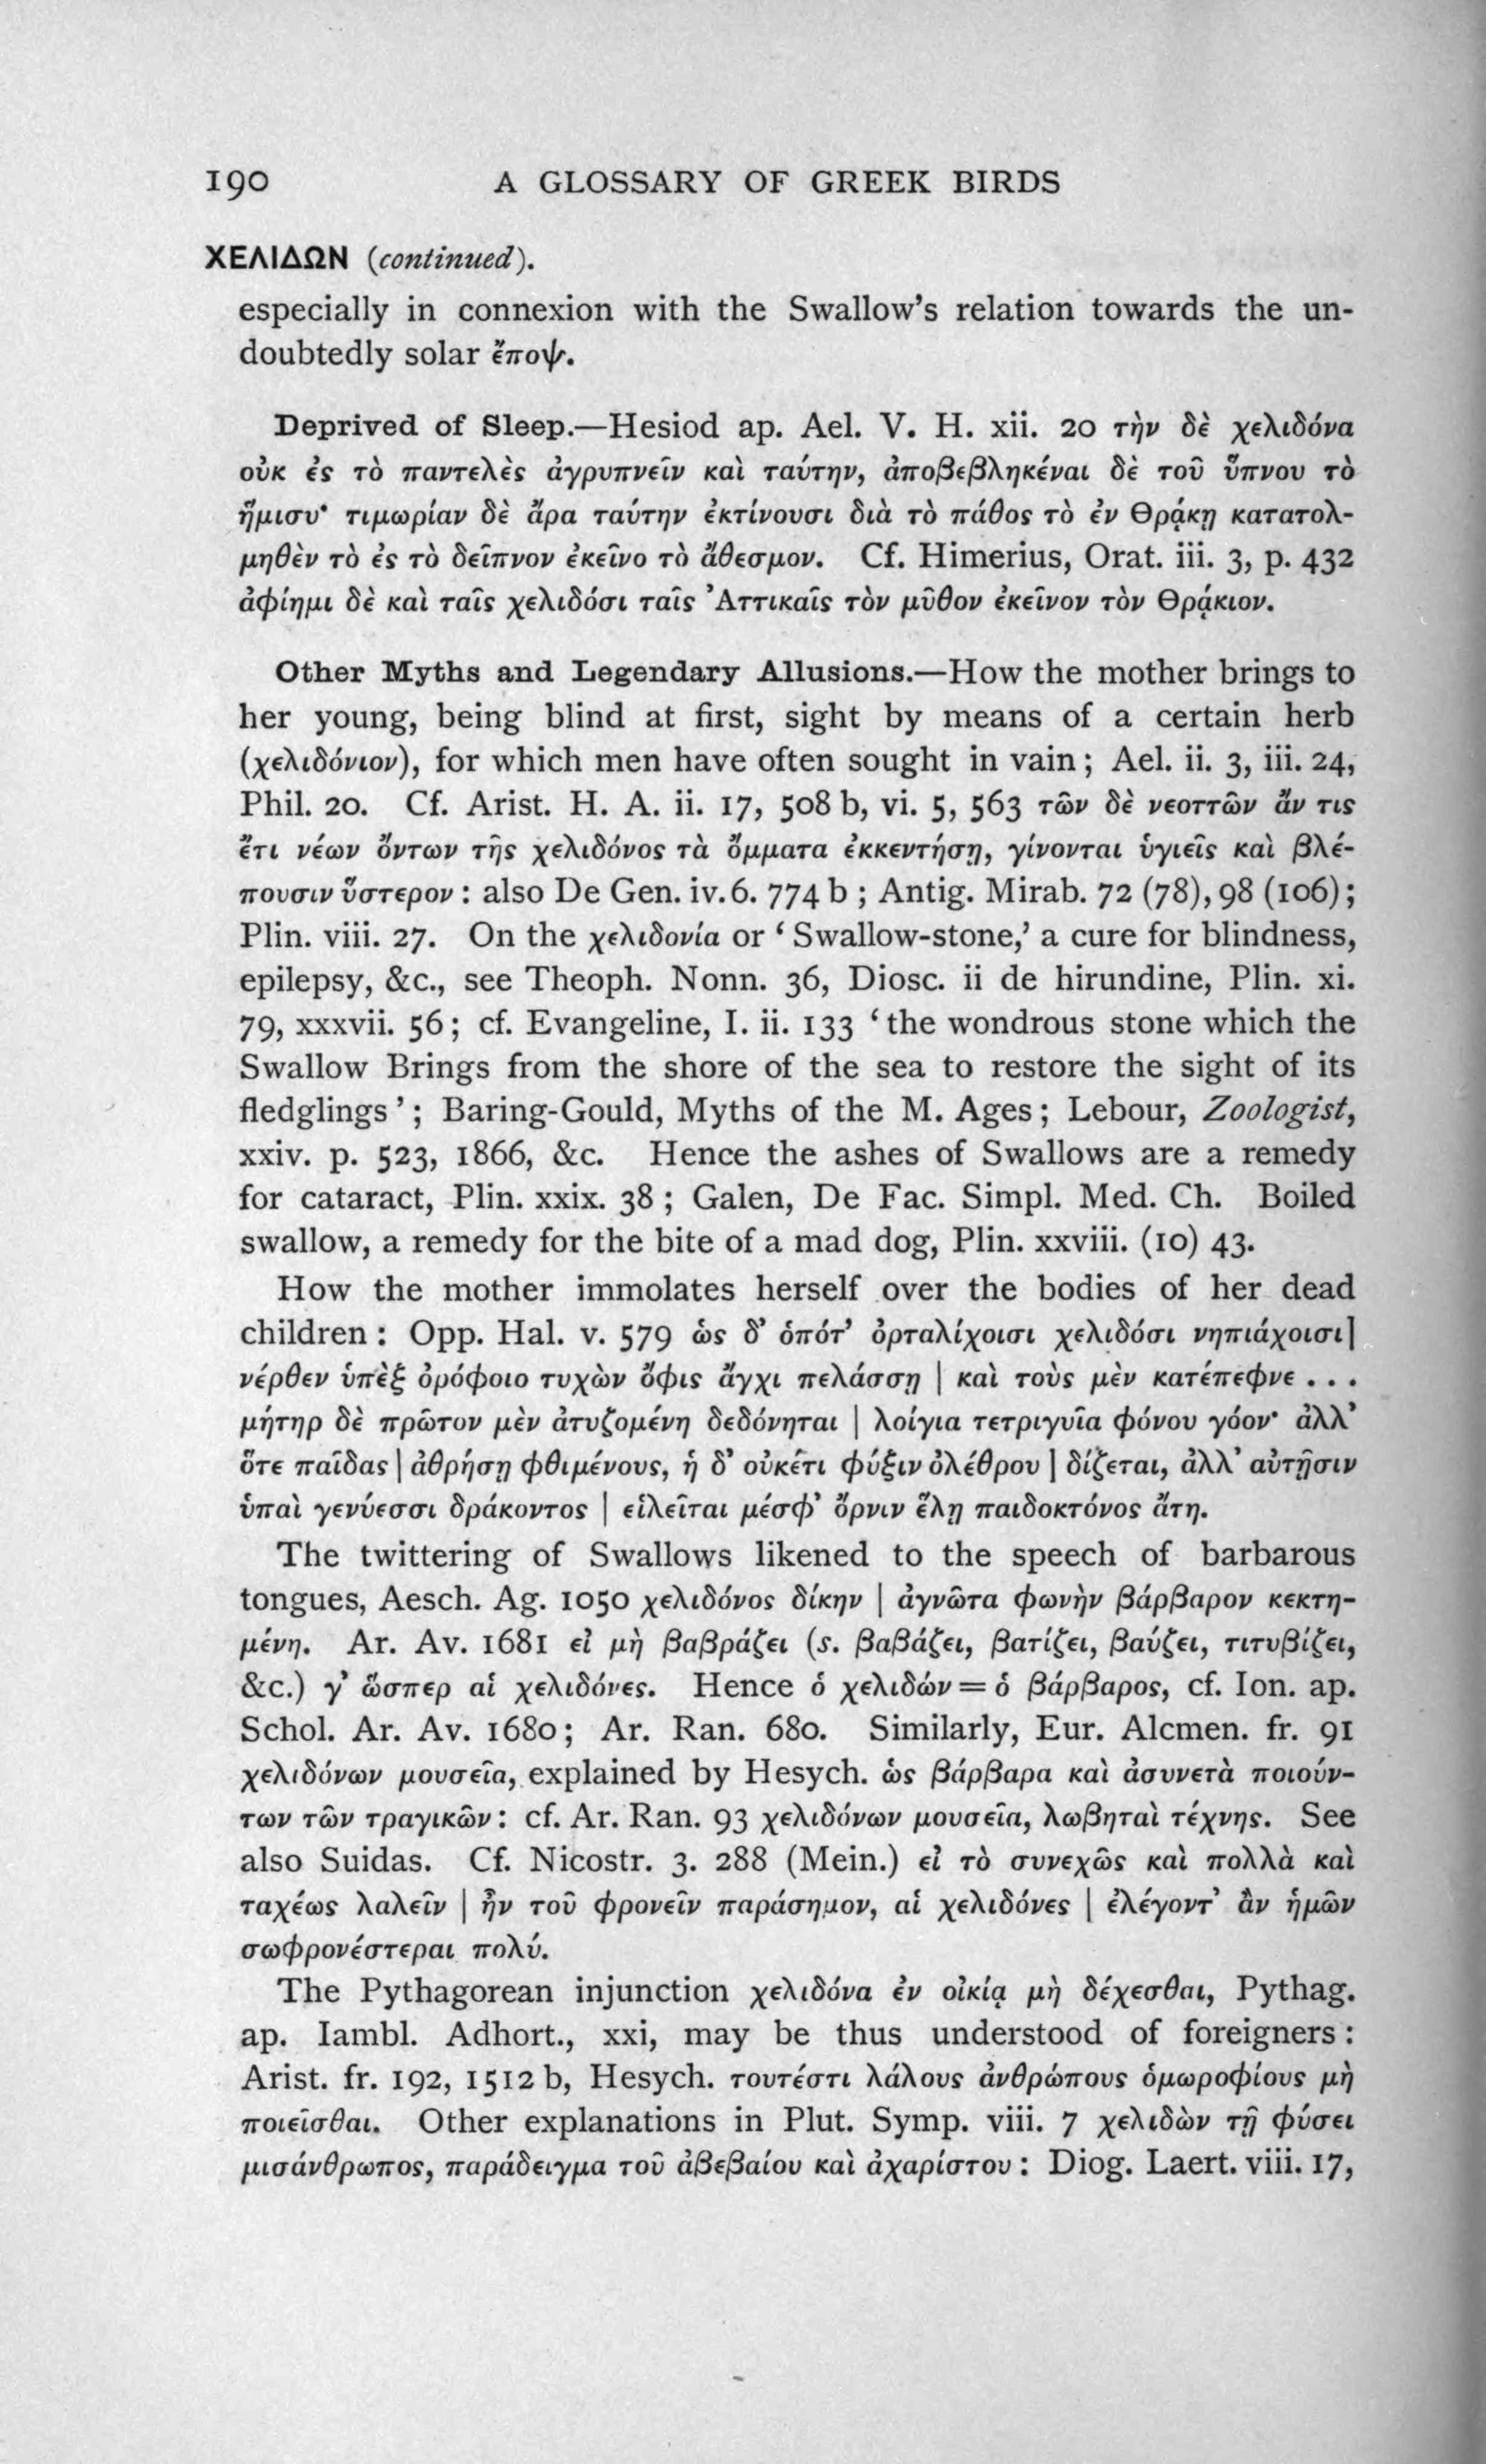 190 A GLOSSARY OF GREEK BIRDS
ΧΕΛΙΔΩΝ (continued).
especially in connexion with the Swallow's relation towards the un-
doubtedly solar ἔποψ.
Deprived of Sleep.—Hesiod ap. Ael. V. H. xii. 20 τὴν δὲ χελιδόνα
οὐκ ἐς τὸ παντελὲς ἀγρυπνεῖν καὶ ταύτην, ἀποβεβληκέναι δὲ τοῦ ὕπνου τὸ
ἥμισυ· τιμωρίαν δὲ ἄρα ταύτην ἐκτίνουσι διὰ τὸ πάθος τὸ ἐν Θρᾴκῃ κατατολ-
μηθὲν τὸ ἐς τὸ δεῖπνον ἐκεῖνο τὸ ἄθεσμον. Cf. Himerius, Orat. iii. 3, p. 432
ἀφίημι δὲ καὶ ταῖς χελιδόσι ταῖς Ἀττικαῖς τὸν μῦθον ἐκεῖνον τὸν Θρᾴκιον.
Other Myths and Legendary Allusions.—How the mother brings to
her young, being blind at first, sight by means of a certain herb
(χελιδόνιον), for which men have often sought in vain; Ael. ii. 3, iii. 24,
Phil. 20. Cf. Arist. H. A. ii. 17, 508 b, vi. 5, 563 τῶν δὲ νεοττῶν ἄν τις
ἔτι νέων ὄντων τῆς χελιδόνος τὰ ὄμματα ἐκκεντήσῃ, γίνονται ὑγιεῖς καὶ βλέ-
πουσιν ὕστερον: also De Gen. iv. 6. 774 b; Antig. Mirab. 72 (78), 98 (106);
Plin. viii. 27. On the χελιδονία or ‘Swallow-stone,’ a cure for blindness,
epilepsy, &c., see Theoph. Nonn. 36, Diosc. ii de hirundine, Plin. xi.
79, xxxvii. 56; cf. Evangeline, I. ii. 133 ‘the wondrous stone which the
Swallow Brings from the shore of the sea to restore the sight of its
fledglings’; Baring-Gould, Myths of the M. Ages; Lebour, Zoologist,
xxiv. p. 523, 1866, &c. Hence the ashes of Swallows are a remedy
for cataract, Plin. xxix. 38; Galen, De Fac. Simpl. Med. Ch. Boiled
swallow, a remedy for the bite of a mad dog, Plin. xxviii. (10) 43.
How the mother immolates herself over the bodies of her dead
children: Opp. Hal. v. 579 ὡς δ' ὁπότ' ὀρταλίχοισι χελιδόσι νηπιάχοισι|
νέρθεν ὑπὲξ ὀρόφοιο τυχὼν ὄφις ἄγχι πελάσσῃ | καὶ τοὺς μὲν κατέπεφνε . . .
μήτηρ δὲ πρῶτον μὲν ἀτυζομένη δεδόνηται | λοίγια τετριγυῖα φόνου γόον· ἀλλ'
ὅτε παῖδας | ἀθρήσῃ φθιμένους, ἡ δ' οὐκέτι φύξιν ὀλέθρου | δίζεται, ἀλλ' αὐτῇσιν
ὑπαὶ γενύεσσι δράκοντος | εἱλεῖται μέσφ' ὄρνιν ἕλῃ παιδοκτόνος ἄτη.
The twittering of Swallows likened to the speech of barbarous
tongues, Aesch. Ag. 1050 χελιδόνος δίκην | ἀγνῶτα φωνὴν βάρβαρον κεκτη-
μένη. Ar. Av. 1681 εἰ μὴ βαβράζει (s. βαβάζει, βατίζει, βαύζει, τιτυβίζει,
&c.) γ' ὥσπερ αἱ χελιδόνες. Hence ὁ χελιδών = ὁ βάρβαρος, cf. Ion. ap.
Schol. Ar. Av. 1680; Ar. Ran. 680. Similarly, Eur. Alcmen. fr. 91
χελιδόνων μουσεῖα, explained by Hesych. ὡς βάρβαρα καὶ ἀσυνετὰ ποιούν-
των τῶν τραγικῶν: cf. Ar. Ran. 93 χελιδόνων μουσεῖα, λωβηταὶ τέχνης. See
also Suidas. Cf. Nicostr. 3. 288 (Mein.) εἰ τὸ συνεχῶς καὶ πολλὰ καὶ
ταχέως λαλεῖν | ἦν τοῦ φρονεῖν παράσημον, αἱ χελιδόνες | ἐλέγοντ' ἂν ἡμῶν
σωφρονέστεραι πολύ.
The Pythagorean injunction χελιδόνα ἐν οἰκίᾳ μὴ δέχεσθαι, Pythag.
ap. Iambl. Adhort., xxi, may be thus understood of foreigners:
Arist. fr. 192, 1512 b, Hesych. τουτέστι λάλους ἀνθρώπους ὁμωροφίους μὴ
ποιεῖσθαι. Other explanations in Plut. Symp. viii. 7 χελιδὼν τῇ φύσει
μισάνθρωπος, παράδειγμα τοῦ ἀβεβαίου καὶ ἀχαρίστου: Diog. Laert. viii. 17,